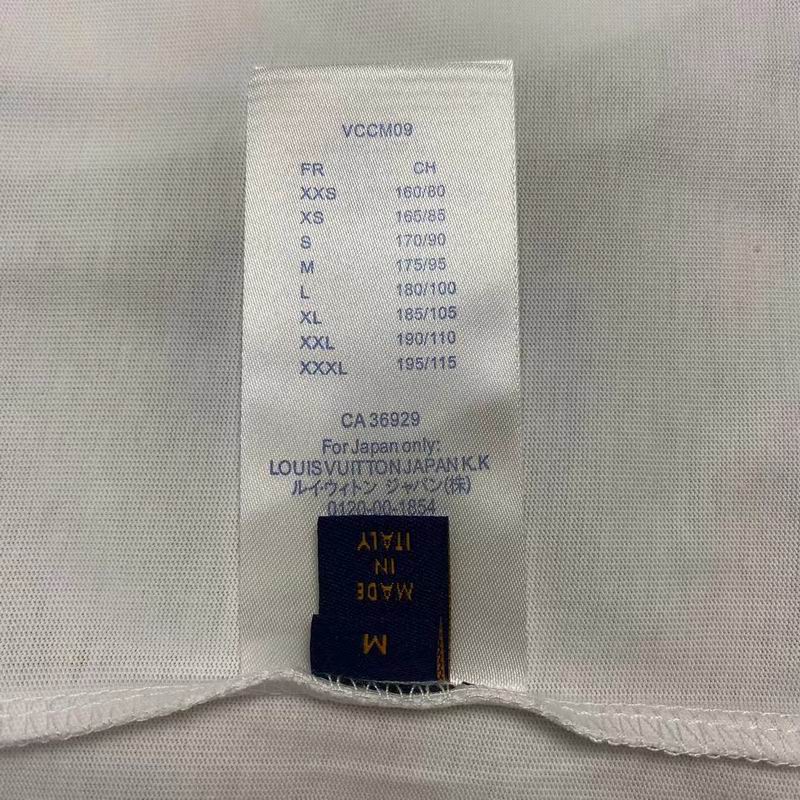 VCCM09
FR CH
XXS 160/80
XS 165/85
S 170/90
M 175/95
L 180/100
XL 185/105
XXL 190/110
XXXL 195/115
CA 36929
For Japan only:
LOUIS VUITTON JAPAN K.K
ルイ・ウィトン ジャパン(株)
0120-00-1854
MADE
IN
ITALY
M